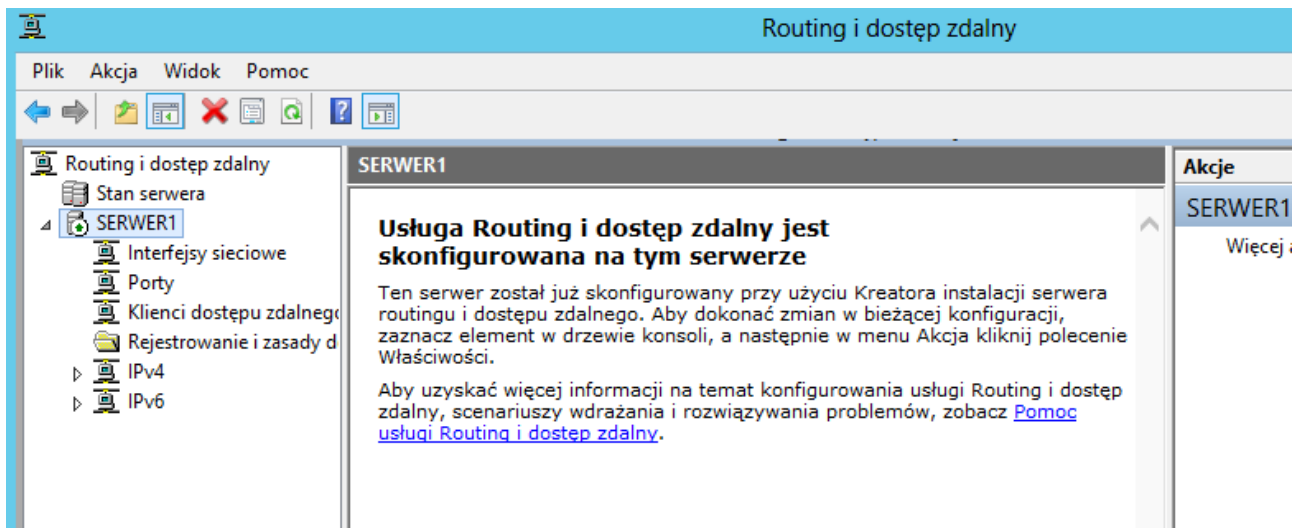 Routing i dostęp zdalny
Plik Akcja Widok Pomoc
Routing i dostęp zdalny
Stan serwera
SERWER1
Interfejsy sieciowe
Porty
Klienci dostępu zdalneg
Rejestrowanie i zasady d
IPv4
IPv6
SERWER1
Usługa Routing i dostęp zdalny jest
skonfigurowana na tym serwerze
Ten serwer został już skonfigurowany przy użyciu Kreatora instalacji serwera
routingu i dostępu zdalnego. Aby dokonać zmian w bieżącej konfiguracji,
zaznacz element w drzewie konsoli, a następnie w menu Akcja kliknij polecenie
Właściwości.
Aby uzyskać więcej informacji na temat konfigurowania usługi Routing i dostęp
zdalny, scenariuszy wdrażania i rozwiązywania problemów, zobacz Pomoc
usługi Routing i dostęp zdalny.
Akcje
SERWER1
Więcej a